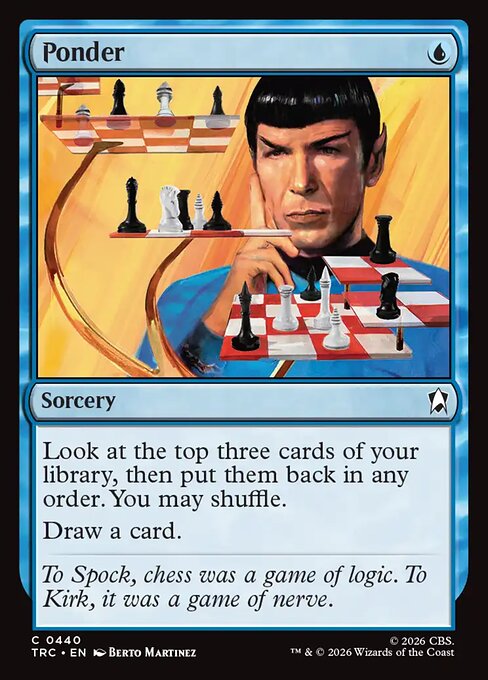 Ponder
Sorcery
Look at the top three cards of your
library, then put them back in any
order. You may shuffle.
Draw a card.
To Spock, chess was a game of logic. To
Kirk, it was a game of nerve.
C 0440
TRC • EN Berto Martinez
© 2026 CBS.
™ & © 2026 Wizards of the Coast